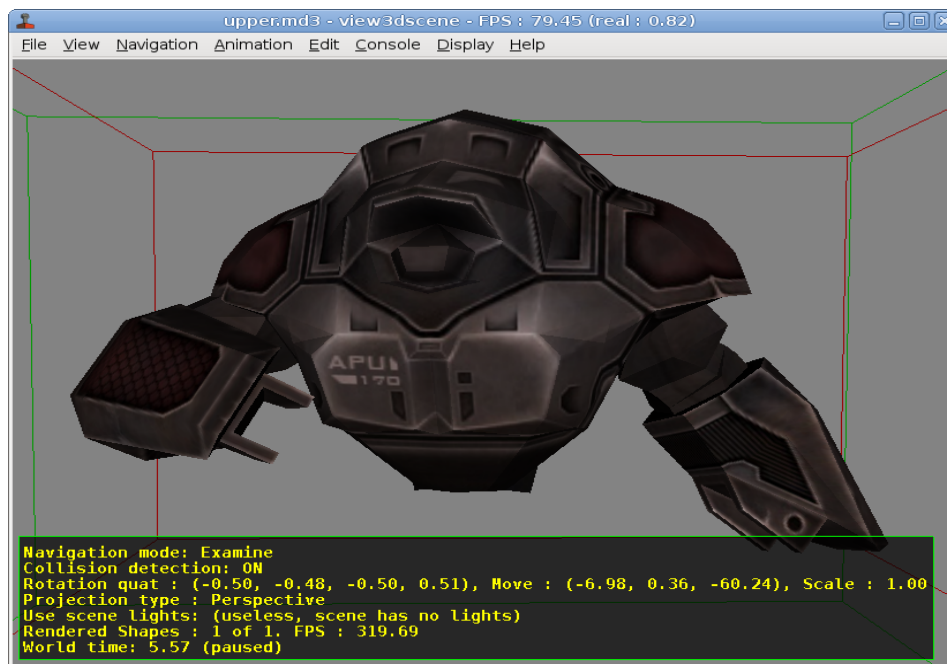 upper.md3 - view3dscene - FPS : 79.45 (real : 0.82)
File View Navigation Animation Edit Console Display Help
APU
170
Navigation mode: Examine
Collision detection: ON
Rotation quat : (-0.50, -0.48, -0.50, 0.51), Move : (-6.98, 0.36, -60.24), Scale : 1.00
Projection type : Perspective
Use scene lights: (useless, scene has no lights)
Rendered Shapes : 1 of 1. FPS : 319.69
World time: 5.57 (paused)